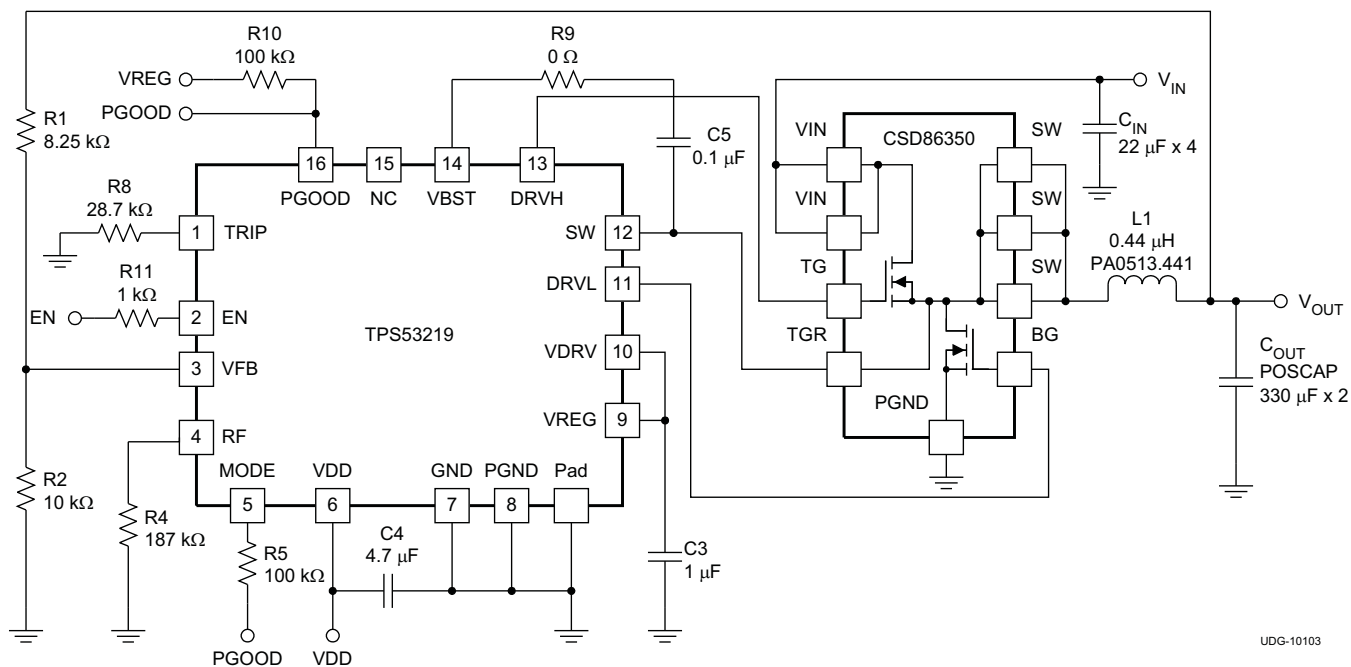 R10
100 kΩ
R9
0 Ω
VREG
PGOOD
V_IN
R1
8.25 kΩ
C5
0.1 μF
VIN
CSD86350
SW
C_IN
22 μF x 4
16
15
14
13
PGOOD
NC
VBST
DRVH
VIN
SW
R8
28.7 kΩ
1
TRIP
SW
12
TG
SW
L1
0.44 μH
PA0513.441
R11
1 kΩ
DRVL
11
EN
2
EN
TPS53219
V_OUT
TGR
BG
3
VFB
VDRV
10
C_OUT
POSCAP
330 μF x 2
PGND
4
RF
VREG
9
MODE
VDD
GND
PGND
Pad
R2
10 kΩ
5
6
7
8
R4
187 kΩ
R5
100 kΩ
C4
4.7 μF
C3
1 μF
PGOOD
VDD
UDG-10103